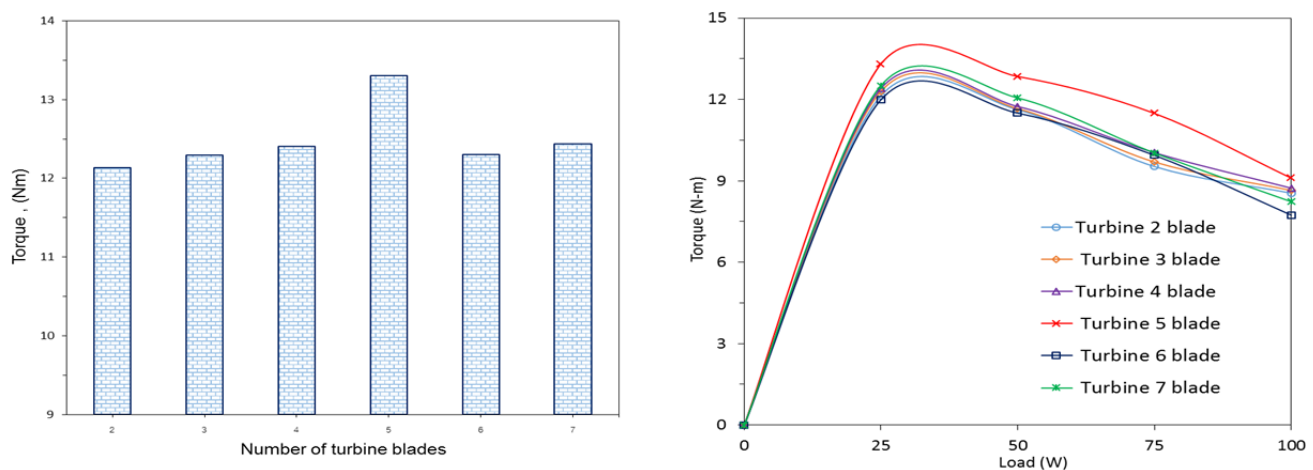 14
13
12
11
10
9
Torque , (Nm)
2 3 4 5 6 7
Number of turbine blades
15
12
9
6
3
0
Torque (N-m)
Turbine 2 blade
Turbine 3 blade
Turbine 4 blade
Turbine 5 blade
Turbine 6 blade
Turbine 7 blade
0 25 50 75 100
Load (W)